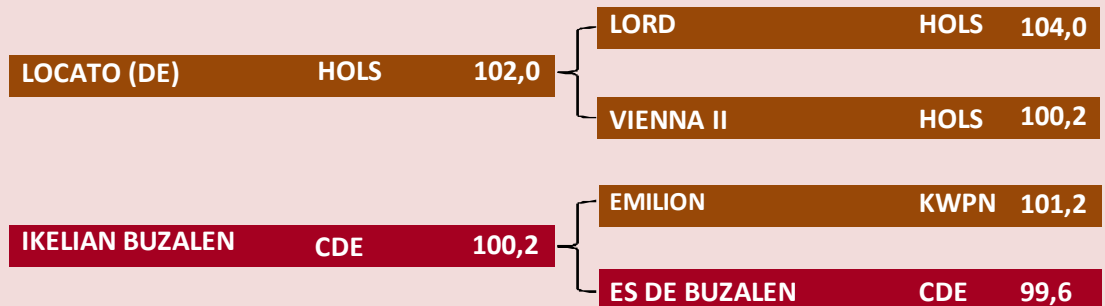 LORD HOLS 104,0
LOCATO (DE) HOLS 102,0
VIENNA II HOLS 100,2
EMILION KWPN 101,2
IKELIAN BUZALEN CDE 100,2
ES DE BUZALEN CDE 99,6